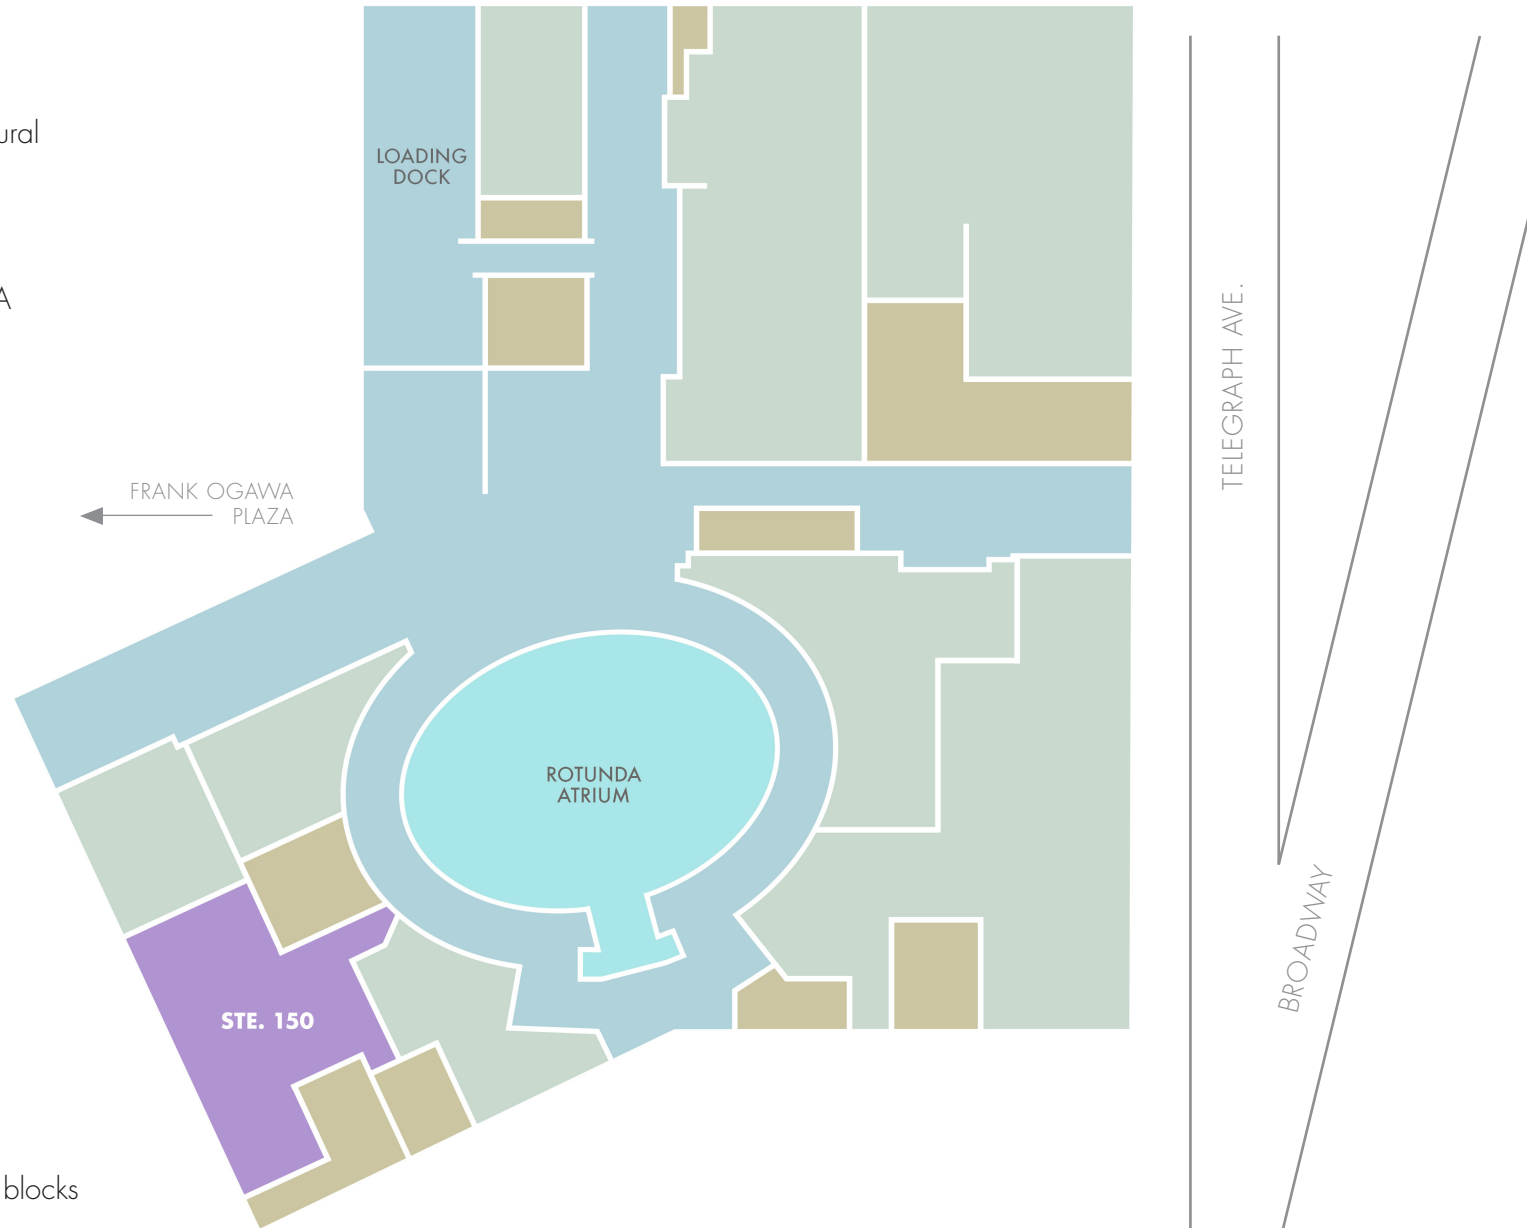 ural
A
blocks
LOADING
DOCK
FRANK OGAWA
PLAZA
TELEGRAPH AVE.
ROTUNDA
ATRIUM
BROADWAY
STE. 150